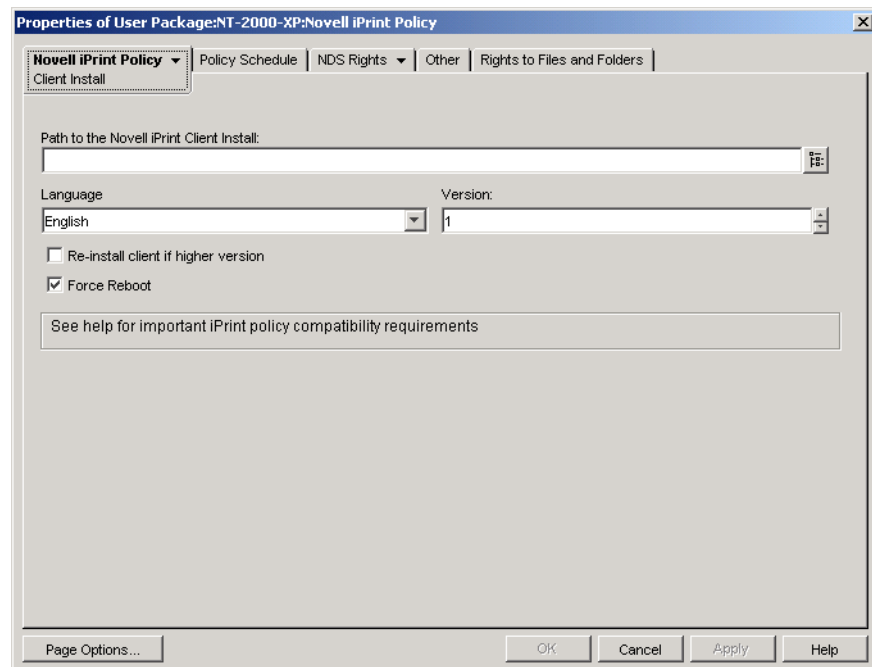 Properties of User Package:NT-2000-XP:Novell iPrint Policy
Novell iPrint Policy Policy Schedule NDS Rights Other Rights to Files and Folders
Client Install
Path to the Novell iPrint Client Install:
Language Version:
English 1
Re-install client if higher version
Force Reboot
See help for important iPrint policy compatibility requirements
Page Options... OK Cancel Apply Help